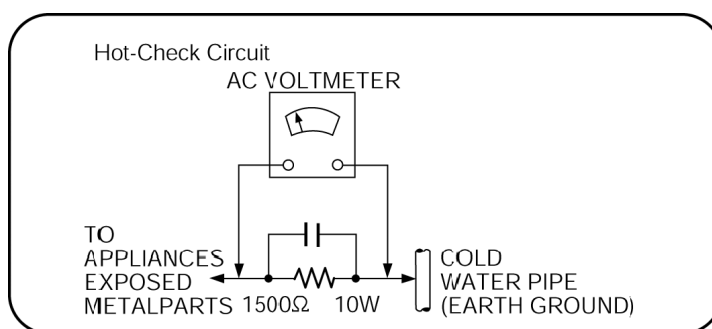 Hot-Check Circuit
AC VOLTMETER
TO
APPLIANCES
EXPOSED
METALPARTS
1500Ω
10W
COLD
WATER PIPE
(EARTH GROUND)